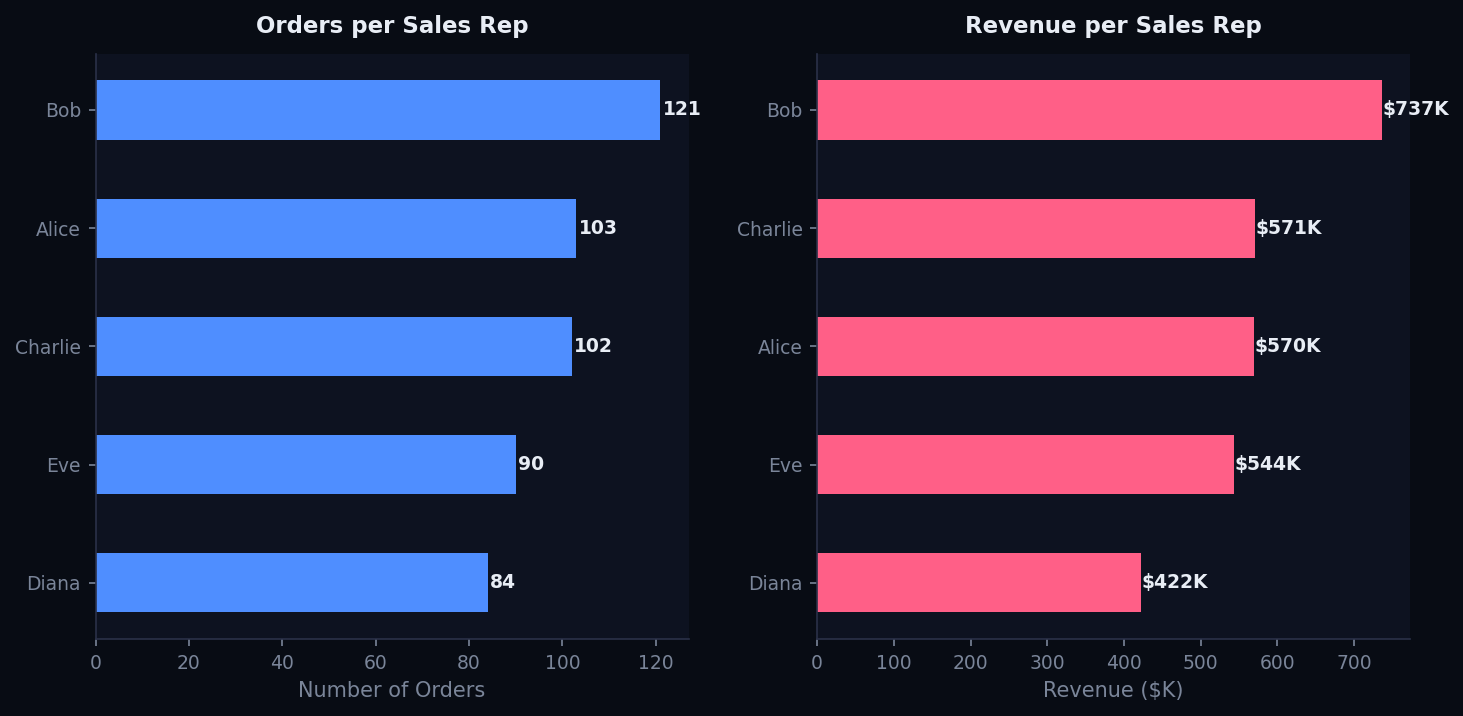 Orders per Sales Rep
Bob
121
Alice
103
Charlie
102
Eve
90
Diana
84
0 20 40 60 80 100 120
Number of Orders
Revenue per Sales Rep
Bob
$737K
Charlie
$571K
Alice
$570K
Eve
$544K
Diana
$422K
0 100 200 300 400 500 600 700
Revenue ($K)